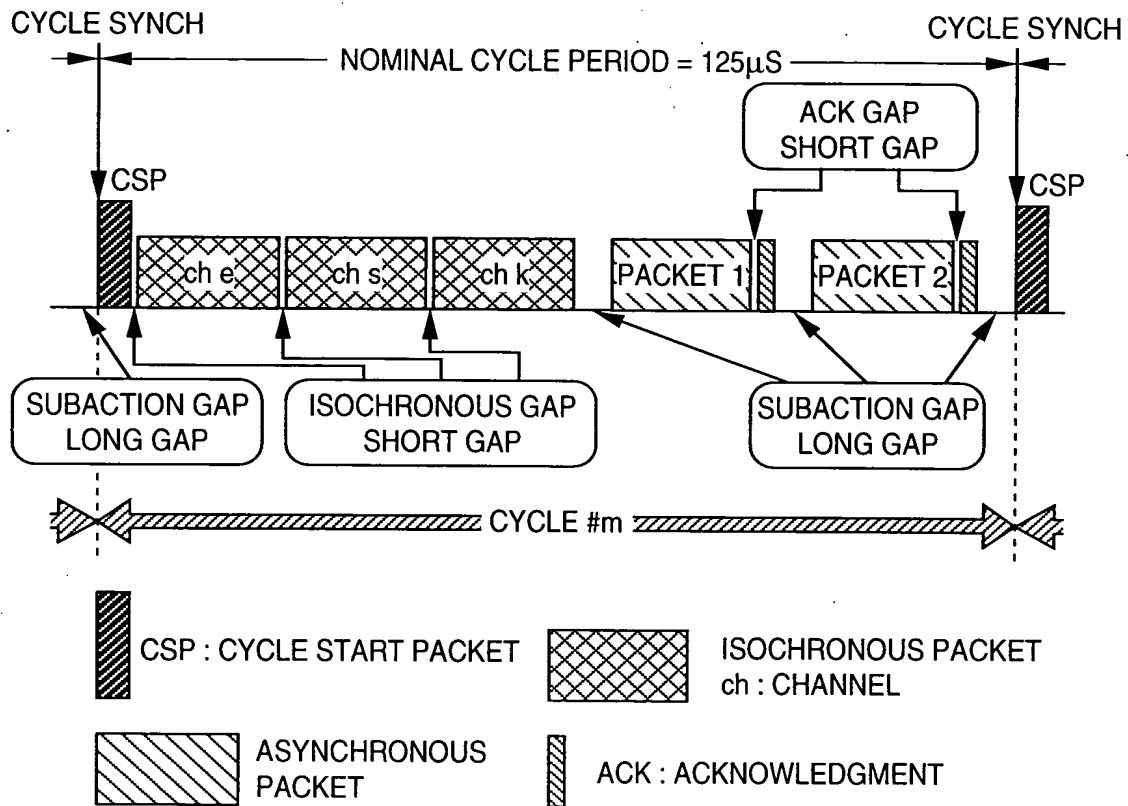 CYCLE SYNCH
CYCLE SYNCH
NOMINAL CYCLE PERIOD = 125μS
ACK GAP
SHORT GAP
CSP
CSP
ch e
ch s
ch k
PACKET 1
PACKET 2
SUBACTION GAP
LONG GAP
ISOCHRONOUS GAP
SHORT GAP
SUBACTION GAP
LONG GAP
CYCLE #m
CSP : CYCLE START PACKET
ISOCHRONOUS PACKET
ch : CHANNEL
ASYNCHRONOUS
PACKET
ACK : ACKNOWLEDGMENT